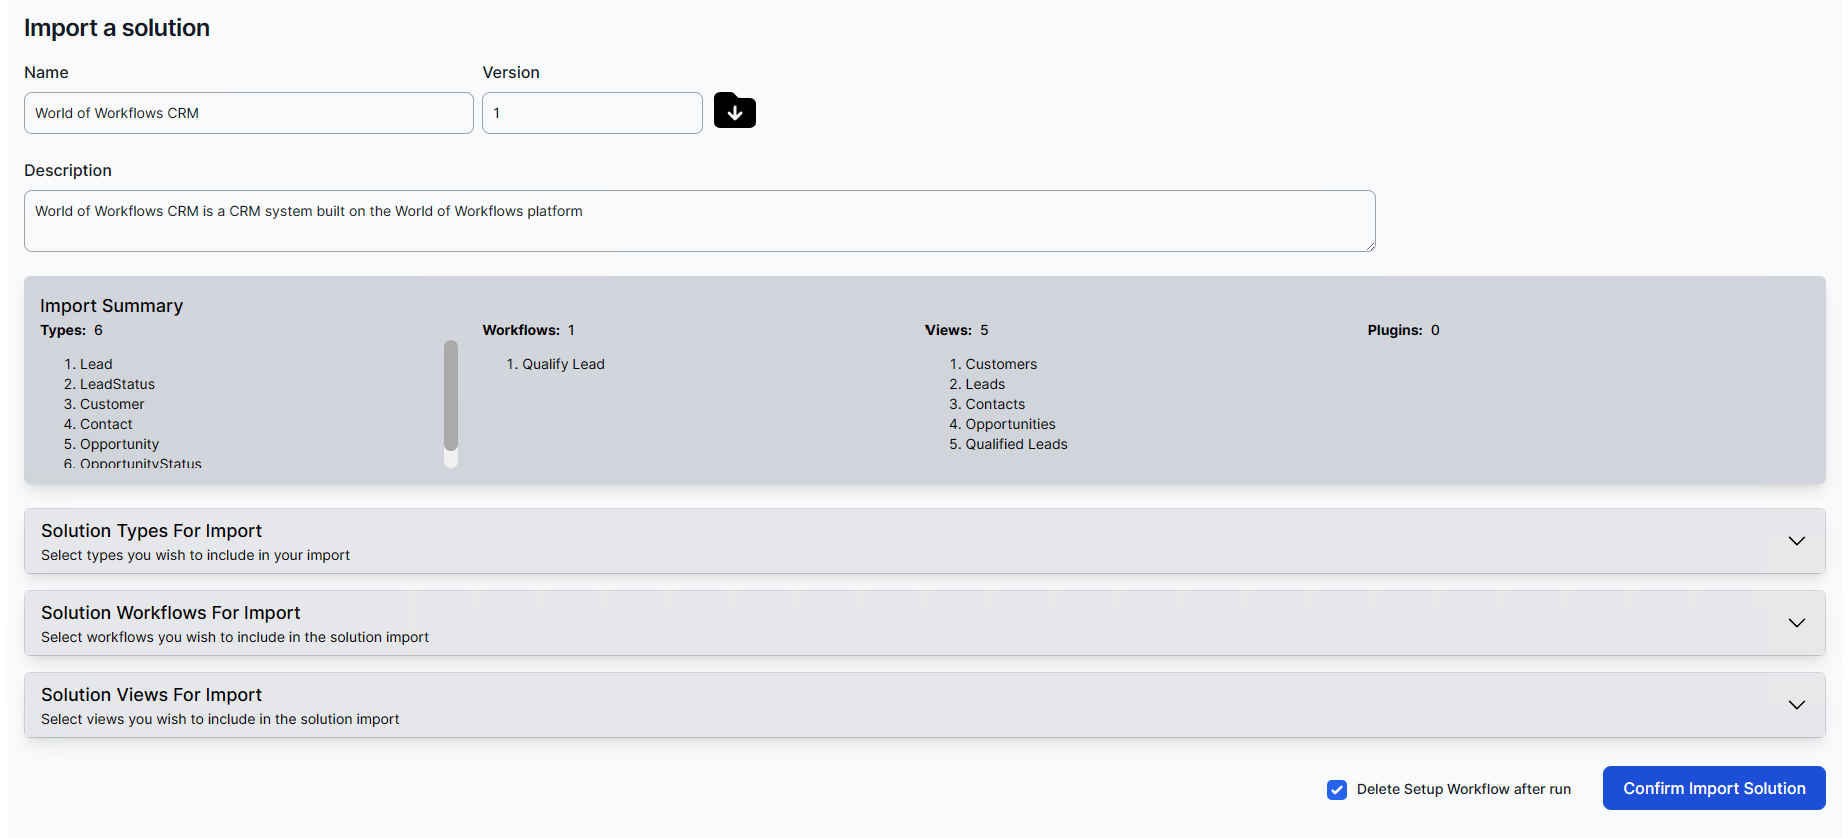 Import a solution
Name
Version
World of Workflows CRM
1
Description
World of Workflows CRM is a CRM system built on the World of Workflows platform
Import Summary
Types: 6
1. Lead
2. LeadStatus
3. Customer
4. Contact
5. Opportunity
6. OpportunityStatus
Workflows: 1
1. Qualify Lead
Views: 5
1. Customers
2. Leads
3. Contacts
4. Opportunities
5. Qualified Leads
Plugins: 0
Solution Types For Import
Select types you wish to include in your import
Solution Workflows For Import
Select workflows you wish to include in the solution import
Solution Views For Import
Select views you wish to include in the solution import
Delete Setup Workflow after run
Confirm Import Solution